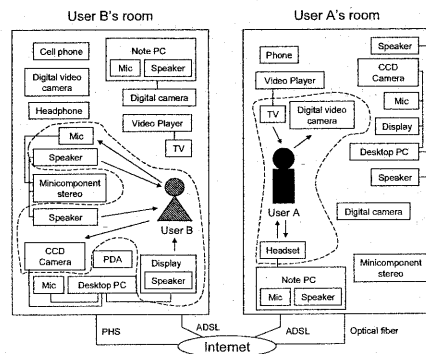 User B's room
Cell phone
Digital video
camera
Headphone
Note PC
Mic
Speaker
Digital camera
Video Player
TV
Mic
Speaker
Minicomponent
stereo
Speaker
User B
CCD
Camera
PDA
Display
Speaker
Mic
Desktop PC
User A's room
Phone
Video Player
TV
Digital video
camera
Speaker
CCD
Camera
Mic
Display
Desktop PC
Speaker
User A
Digital camera
Headset
Note PC
Mic
Speaker
Minicomponent
stereo
PHS
ADSL
ADSL
Optical fiber
Internet